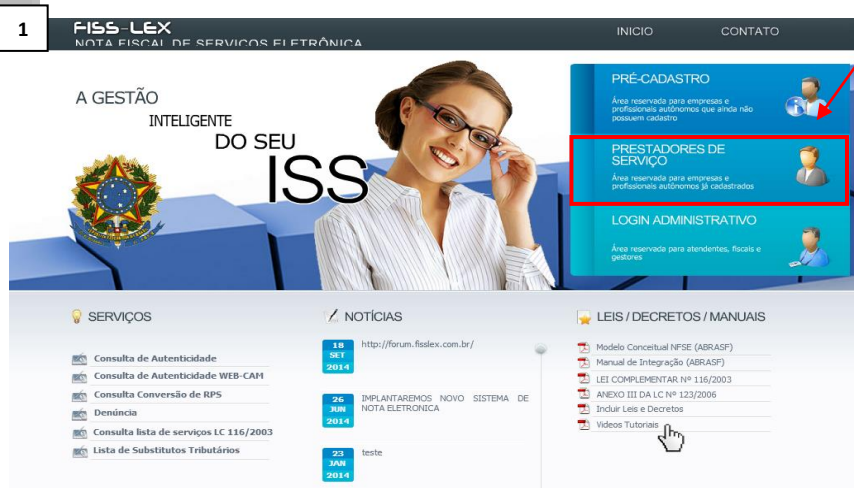 1
FISS-LEX
NOTA FISCAL DE SERVIÇOS ELETRÔNICA
INICIO
CONTATO
A GESTÃO
INTELIGENTE
DO SEU
ISS
PRÉ-CADASTRO
Área reservada para empresas e
profissionais autônomos que ainda não
possuem cadastro
PRESTADORES DE
SERVIÇO
Área reservada para empresas e
profissionais autônomos já cadastrados
LOGIN ADMINISTRATIVO
Área reservada para atendentes, fiscais e
gestores
SERVIÇOS
Consulta de Autenticidade
Consulta de Autenticidade WEB-CAM
Consulta Conversão de RPS
Denúncia
Consulta lista de serviços LC 116/2003
Lista de Substitutos Tributários
NOTÍCIAS
18
SET
2014
http://forum.fisslex.com.br/
26
JUN
2014
IMPLANTAREMOS NOVO SISTEMA DE
NOTA ELETRONICA
23
JAN
2014
teste
LEIS / DECRETOS / MANUAIS
Modelo Conceitual NFSE (ABRASF)
Manual de Integração (ABRASF)
LEI COMPLEMENTAR Nº 116/2003
ANEXO III DA LC Nº 123/2006
Incluir Leis e Decretos
Videos Tutoriais